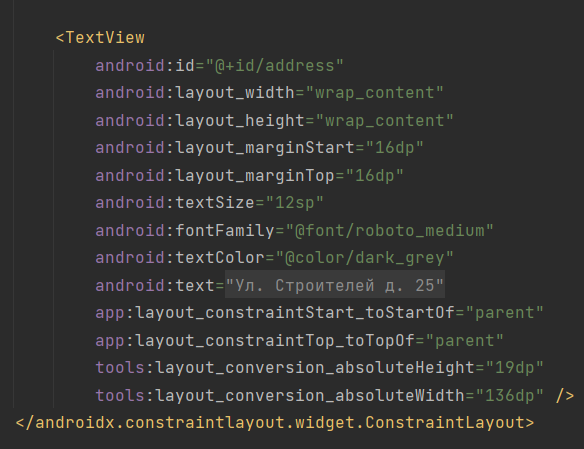 <TextView
android:id="@+id/address"
android:layout_width="wrap_content"
android:layout_height="wrap_content"
android:layout_marginStart="16dp"
android:layout_marginTop="16dp"
android:textSize="12sp"
android:fontFamily="@font/roboto_medium"
android:textColor="@color/dark_grey"
android:text="Ул. Строителей д. 25"
app:layout_constraintStart_toStartOf="parent"
app:layout_constraintTop_toTopOf="parent"
tools:layout_conversion_absoluteHeight="19dp"
tools:layout_conversion_absoluteWidth="136dp" />
</androidx.constraintlayout.widget.ConstraintLayout>